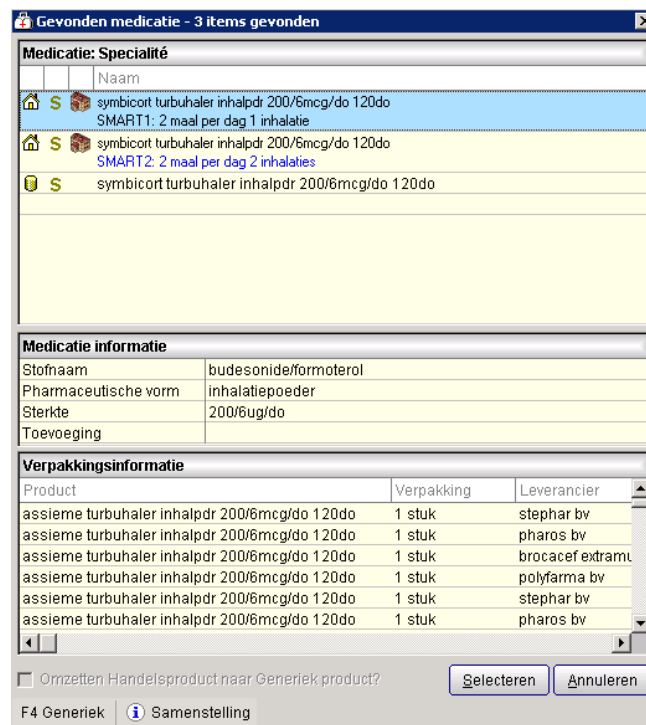 Gevonden medicatie - 3 items gevonden
Medicatie: Specialité
Naam
S symbicort turbuhaler inhalpdr 200/6mcg/do 120do
SMART1: 2 maal per dag 1 inhalatie
S symbicort turbuhaler inhalpdr 200/6mcg/do 120do
SMART2: 2 maal per dag 2 inhalaties
S symbicort turbuhaler inhalpdr 200/6mcg/do 120do
Medicatie informatie
Stofnaam budesonide/formoterol
Pharmaceutische vorm inhalatiepoeder
Sterkte 200/6ug/do
Toevoeging
Verpakkingsinformatie
Product Verpakking Leverancier
assieme turbuhaler inhalpdr 200/6mcg/do 120do 1 stuk stephar bv
assieme turbuhaler inhalpdr 200/6mcg/do 120do 1 stuk pharos bv
assieme turbuhaler inhalpdr 200/6mcg/do 120do 1 stuk brocacef extramu
assieme turbuhaler inhalpdr 200/6mcg/do 120do 1 stuk polyfarma bv
assieme turbuhaler inhalpdr 200/6mcg/do 120do 1 stuk stephar bv
assieme turbuhaler inhalpdr 200/6mcg/do 120do 1 stuk pharos bv
Omzetten Handelsproduct naar Generiek product? Selecteren Annuleren
F4 Generiek i Samenstelling